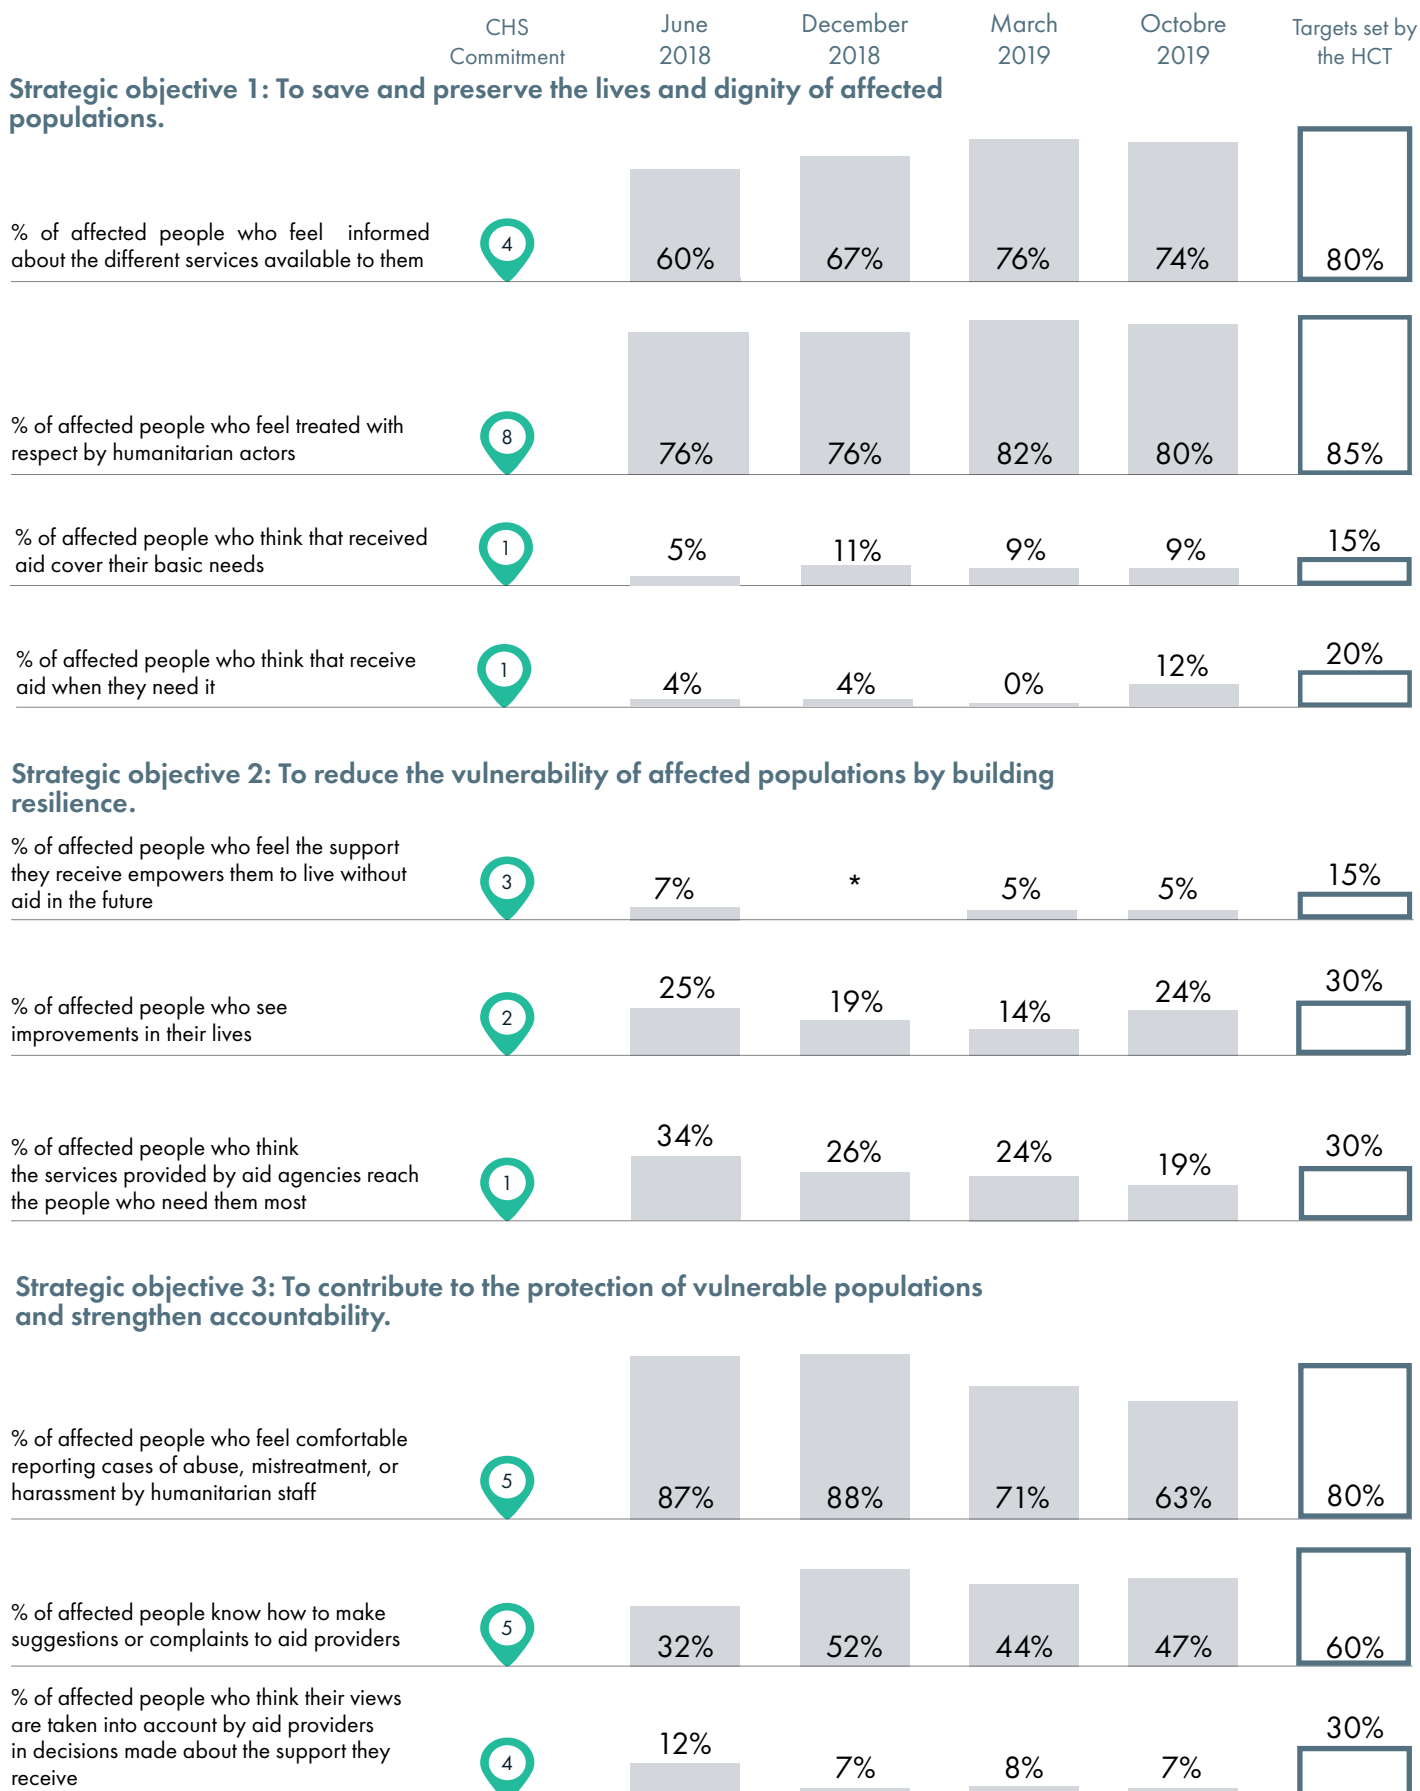 CHS
Commitment
June
2018
December
2018
March
2019
Octobre
2019
Targets set by
the HCT
Strategic objective 1: To save and preserve the lives and dignity of affected
populations.
% of affected people who feel informed
about the different services available to them
4
60%
67%
76%
74%
80%
% of affected people who feel treated with
respect by humanitarian actors
8
76%
76%
82%
80%
85%
% of affected people who think that received
aid cover their basic needs
1
5%
11%
9%
9%
15%
% of affected people who think that receive
aid when they need it
1
4%
4%
0%
12%
20%
Strategic objective 2: To reduce the vulnerability of affected populations by building
resilience.
% of affected people who feel the support
they receive empowers them to live without
aid in the future
3
7%
*
5%
5%
15%
% of affected people who see
improvements in their lives
2
25%
19%
14%
24%
30%
% of affected people who think
the services provided by aid agencies reach
the people who need them most
1
34%
26%
24%
19%
30%
Strategic objective 3: To contribute to the protection of vulnerable populations
and strengthen accountability.
% of affected people who feel comfortable
reporting cases of abuse, mistreatment, or
harassment by humanitarian staff
5
87%
88%
71%
63%
80%
% of affected people know how to make
suggestions or complaints to aid providers
5
32%
52%
44%
47%
60%
% of affected people who think their views
are taken into account by aid providers
in decisions made about the support they
receive
4
12%
7%
8%
7%
30%